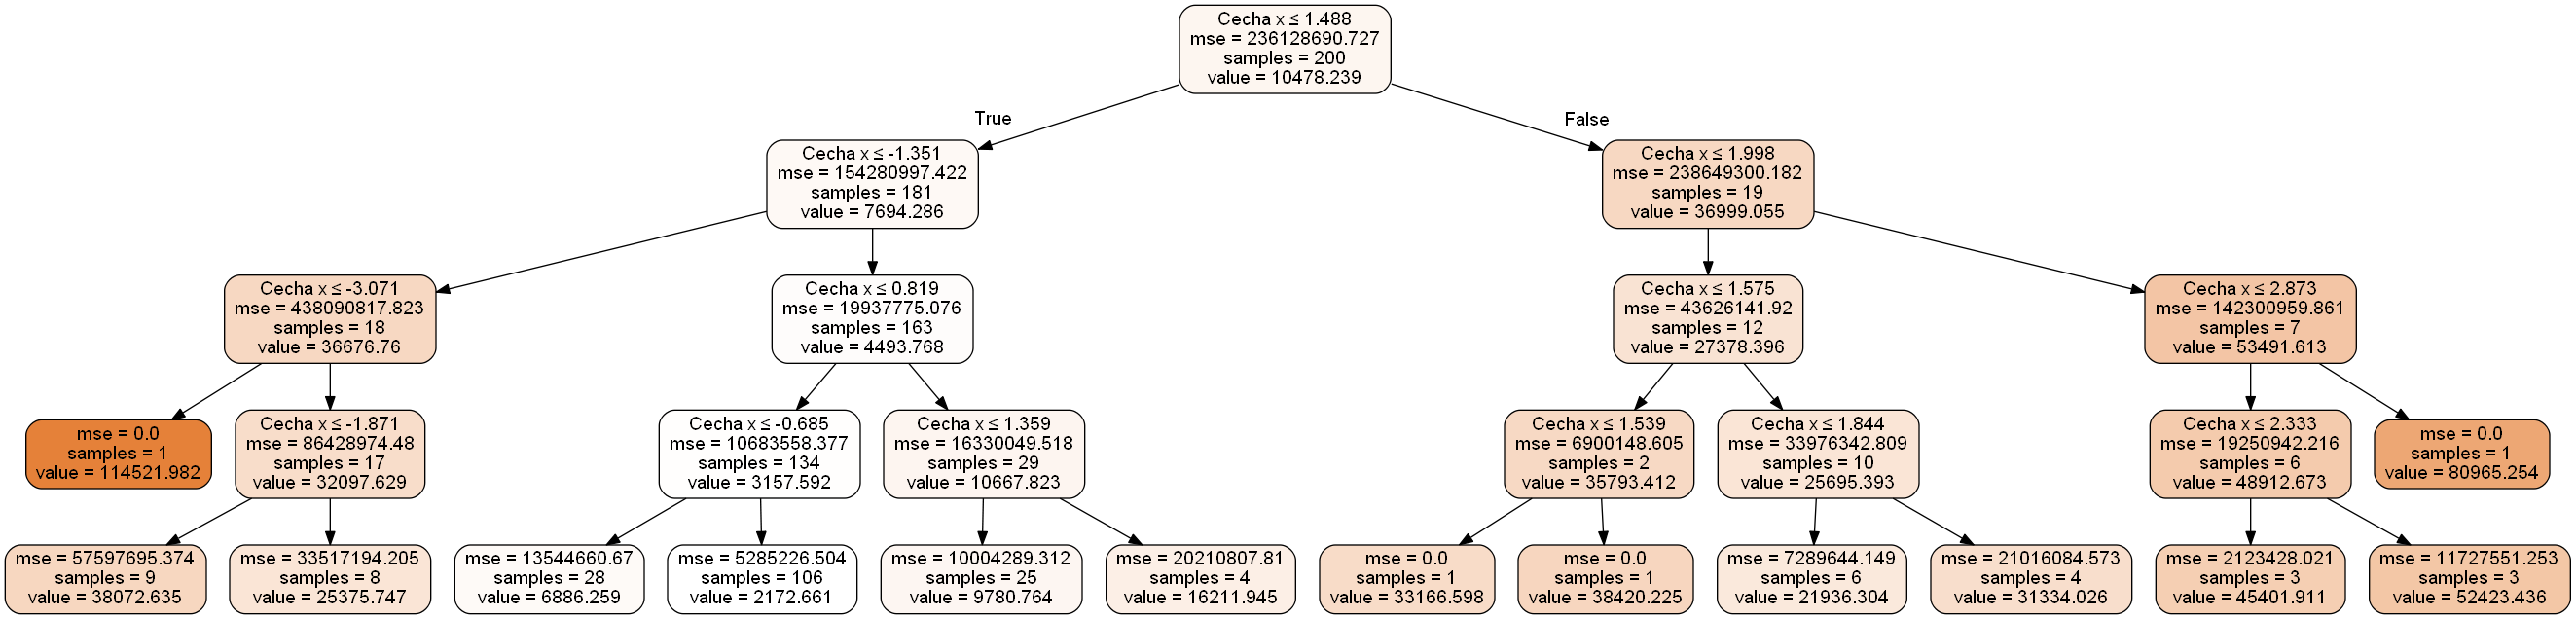 Cecha x ≤ 1.488
mse = 236128690.727
samples = 200
value = 10478.239
True
False
Cecha x ≤ -1.351
mse = 154280997.422
samples = 181
value = 7694.286
Cecha x ≤ 1.998
mse = 238649300.182
samples = 19
value = 36999.055
Cecha x ≤ -3.071
mse = 438090817.823
samples = 18
value = 36676.76
Cecha x ≤ 0.819
mse = 19937775.076
samples = 163
value = 4493.768
Cecha x ≤ 1.575
mse = 43626141.92
samples = 12
value = 27378.396
Cecha x ≤ 2.873
mse = 142300959.861
samples = 7
value = 53491.613
mse = 0.0
samples = 1
value = 114521.982
Cecha x ≤ -1.871
mse = 86428974.48
samples = 17
value = 32097.629
Cecha x ≤ -0.685
mse = 10683558.377
samples = 134
value = 3157.592
Cecha x ≤ 1.359
mse = 16330049.518
samples = 29
value = 10667.823
Cecha x ≤ 1.539
mse = 6900148.605
samples = 2
value = 35793.412
Cecha x ≤ 1.844
mse = 33976342.809
samples = 10
value = 25695.393
Cecha x ≤ 2.333
mse = 19250942.216
samples = 6
value = 48912.673
mse = 0.0
samples = 1
value = 80965.254
mse = 57597695.374
samples = 9
value = 38072.635
mse = 33517194.205
samples = 8
value = 25375.747
mse = 13544660.67
samples = 28
value = 6886.259
mse = 5285226.504
samples = 106
value = 2172.661
mse = 10004289.312
samples = 25
value = 9780.764
mse = 20210807.81
samples = 4
value = 16211.945
mse = 0.0
samples = 1
value = 33166.598
mse = 0.0
samples = 1
value = 38420.225
mse = 7289644.149
samples = 6
value = 21936.304
mse = 21016084.573
samples = 4
value = 31334.026
mse = 2123428.021
samples = 3
value = 45401.911
mse = 11727551.253
samples = 3
value = 52423.436